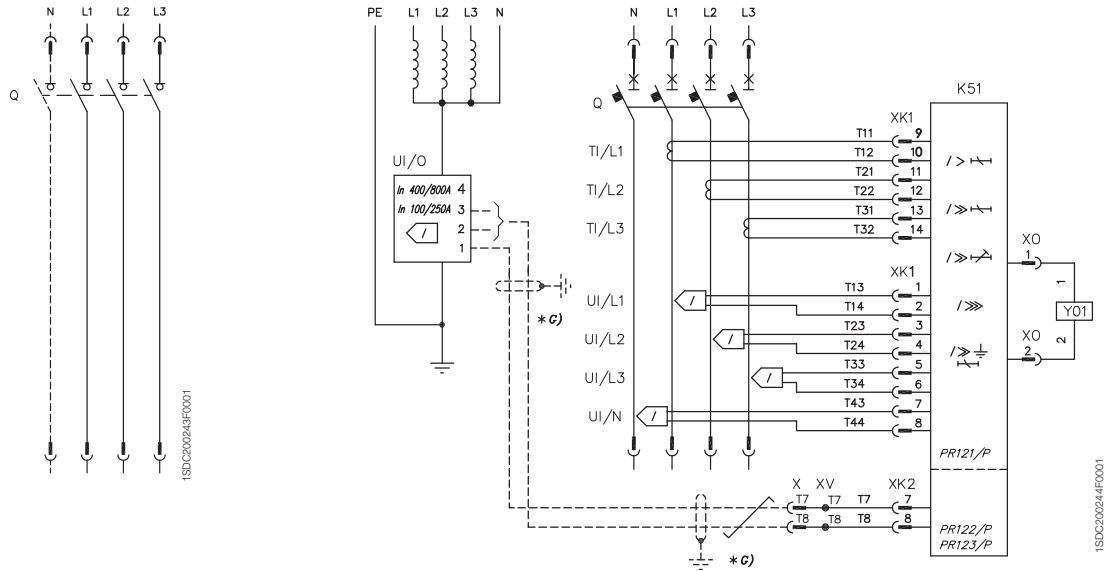 N L1 L2 L3
Q
1SDC200243F0001
PE L1 L2 L3 N
UI/O
In 400/800A 4
In 100/250A 3
/ 2
1
*G)
N L1 L2 L3
Q
TI/L1
TI/L2
TI/L3
UI/L1 /
UI/L2 /
UI/L3 /
UI/N /
XK1
T11 9
T12 10
T21 11
T22 12
T31 13
T32 14
XK1
T13 1
T14 2
T23 3
T24 4
T33 5
T34 6
T43 7
T44 8
X XV XK2
T7 T7 T7 7
T8 T8 T8 8
*G)
K51
/>
/≫
/≫
/⋙
/≫
PR121/P
PR122/P
PR123/P
XO
1
1
Y01
2
XO
2
1SDC200244F0001